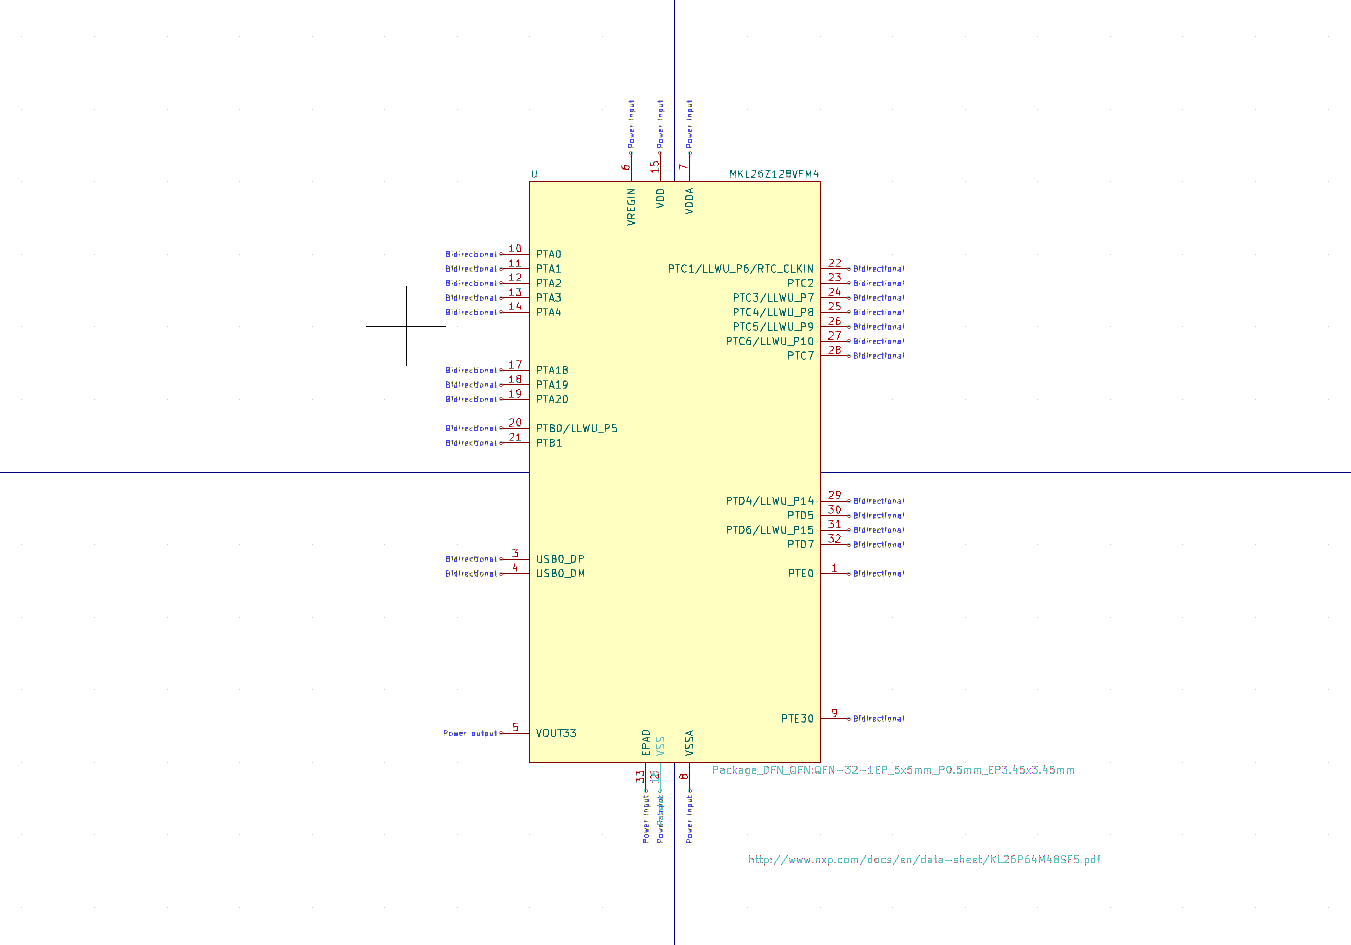 Power Input
Power Input
Power Input
6
15
7
U
MKL26Z128VFM4
VREGIN
VDD
VDDA
Bidirectional 10 PTA0
Bidirectional 11 PTA1
Bidirectional 12 PTA2
Bidirectional 13 PTA3
Bidirectional 14 PTA4
PTC1/LLWU_P6/RTC_CLKIN 22 Bidirectional
PTC2 23 Bidirectional
PTC3/LLWU_P7 24 Bidirectional
PTC4/LLWU_P8 25 Bidirectional
PTC5/LLWU_P9 26 Bidirectional
PTC6/LLWU_P10 27 Bidirectional
PTC7 28 Bidirectional
Bidirectional 17 PTA18
Bidirectional 18 PTA19
Bidirectional 19 PTA20
Bidirectional 20 PTB0/LLWU_P5
Bidirectional 21 PTB1
PTD4/LLWU_P14 29 Bidirectional
PTD5 30 Bidirectional
PTD6/LLWU_P15 31 Bidirectional
PTD7 32 Bidirectional
Bidirectional 3 USB0_DP
Bidirectional 4 USB0_DM
PTE0 1 Bidirectional
PTE30 9 Bidirectional
Power output 5 VOUT33
EPAD
VSS
VSSA
33
8
Power Input
Power Input
Package_DFN_QFN:QFN-32-1EP_5x5mm_P0.5mm_EP3.45x3.45mm
http://www.nxp.com/docs/en/data-sheet/KL26P64M48SF5.pdf